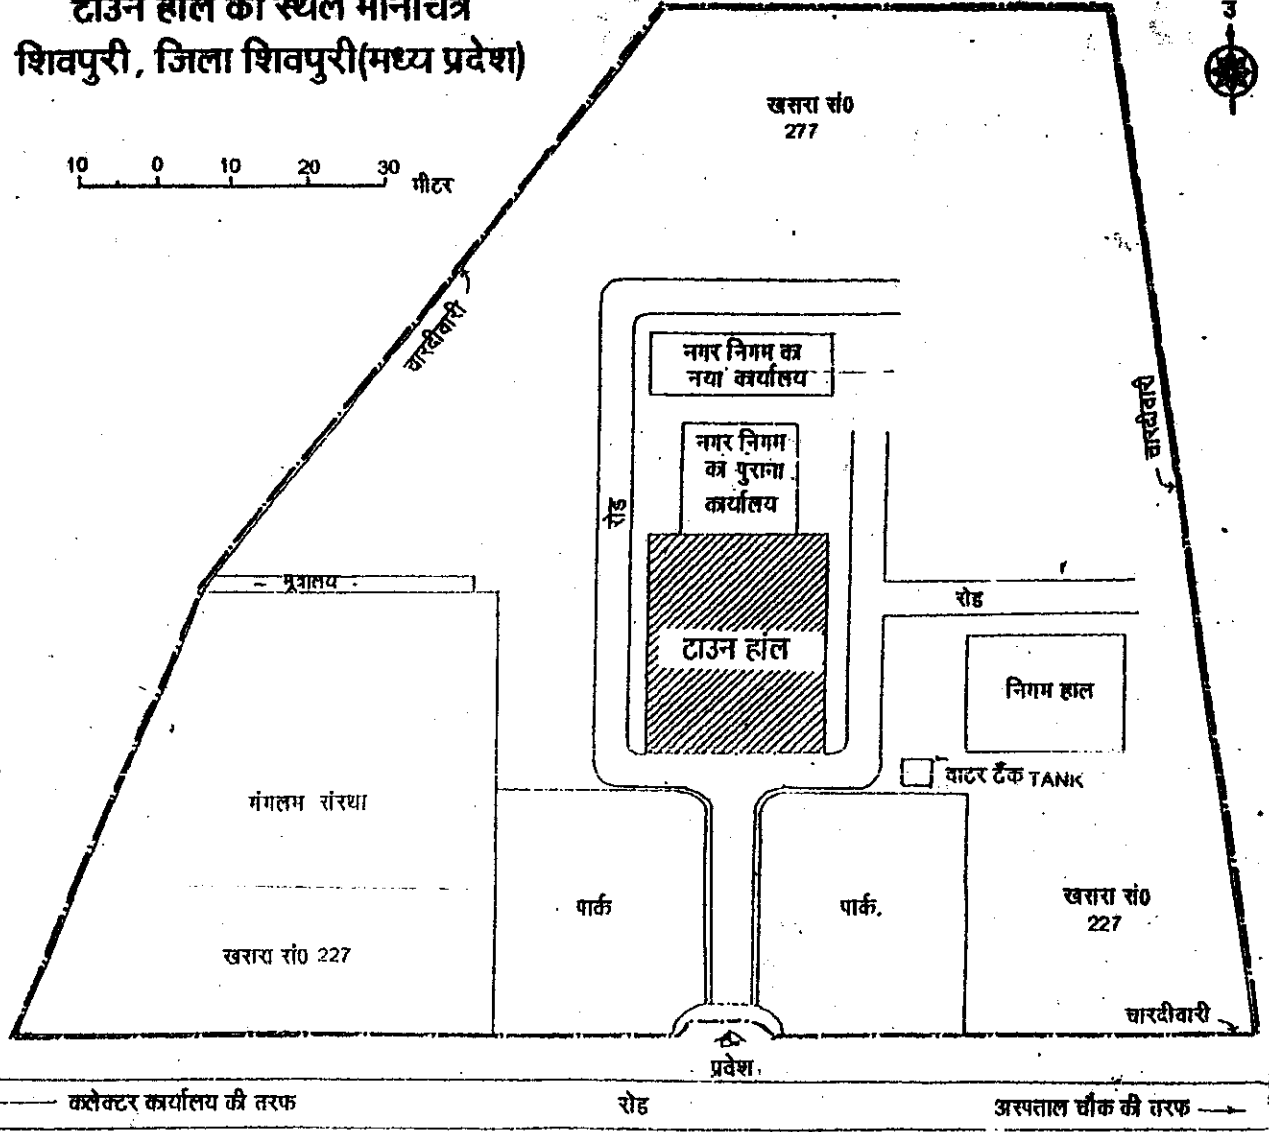 टाउन हाल का स्थल मानचित्र
शिवपुरी, जिला शिवपुरी(मध्य प्रदेश)
उ
10 0 10 20 30 मीटर
खसरा सं0
277
चारदीवारी
नगर निगम का
नया कार्यालय
चारदीवारी
नगर निगम
का पुराना
कार्यालय
रोड
मूत्रालय
रोड
टाउन हॉल
निगम हाल
वाटर टैंक TANK
मंगलम संस्था
पार्क
पार्क
खसरा सं0
227
खसरा सं0 227
चारदीवारी
प्रवेश
कलेक्टर कार्यालय की तरफ
रोड
अस्पताल चौक की तरफ